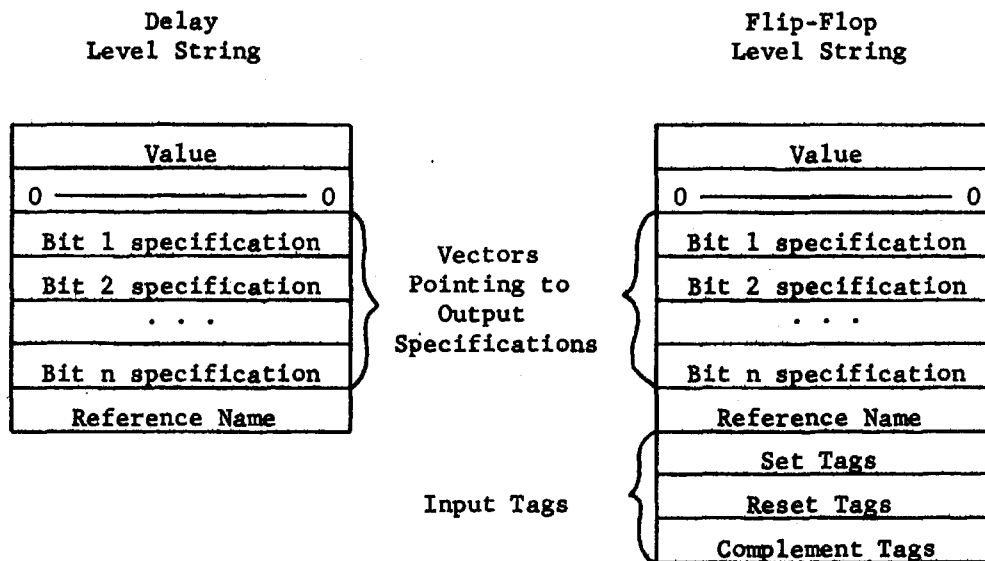 Delay
Level String
Value
0 ——— 0
Bit 1 specification
Bit 2 specification
. . .
Bit n specification
Reference Name
Vectors
Pointing to
Output
Specifications
Input Tags
Flip-Flop
Level String
Value
0 ——— 0
Bit 1 specification
Bit 2 specification
. . .
Bit n specification
Reference Name
Set Tags
Reset Tags
Complement Tags